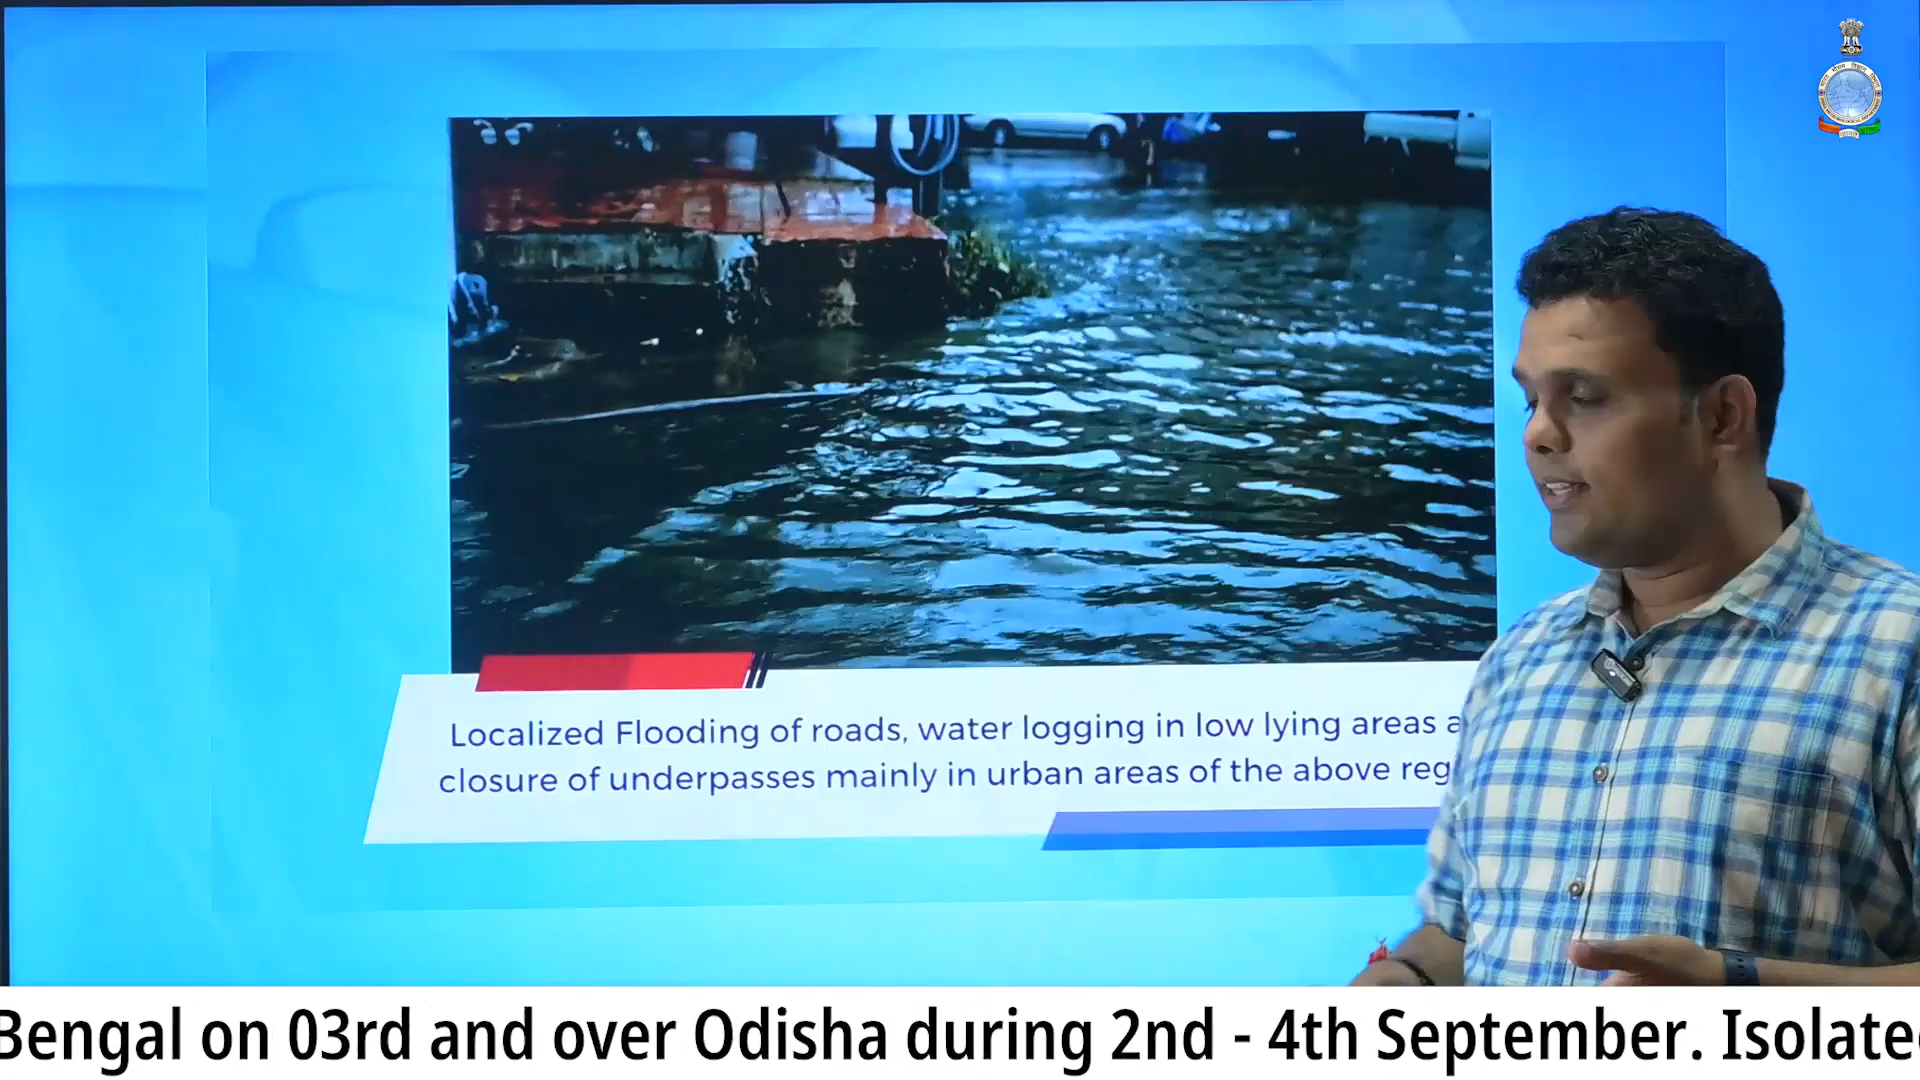 Localized Flooding of roads, water logging in low lying areas a
closure of underpasses mainly in urban areas of the above reg
Bengal on 03rd and over Odisha during 2nd - 4th September. Isolate